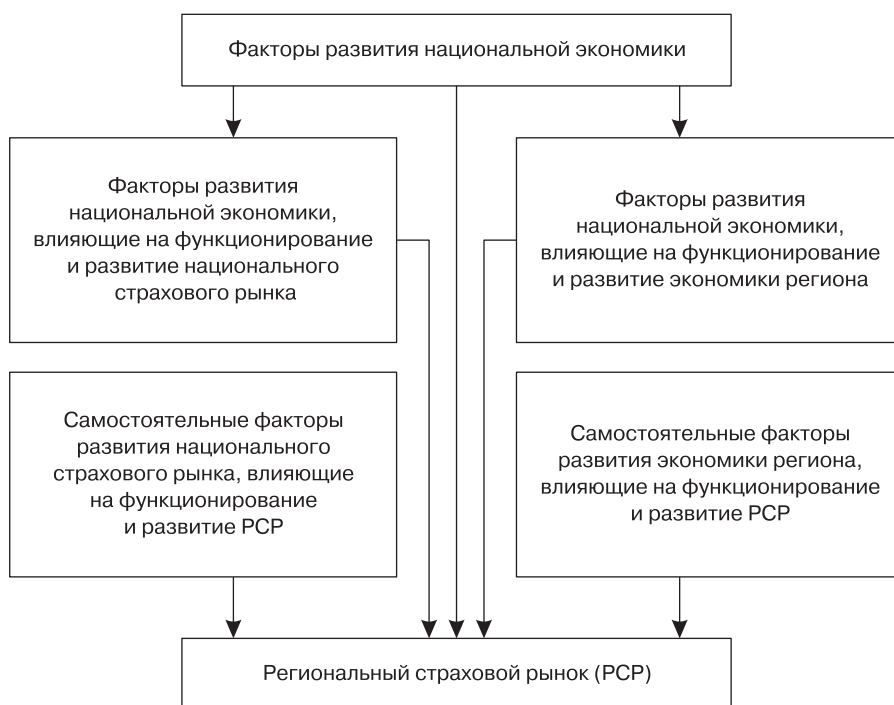 Факторы развития национальной экономики
Факторы развития
национальной экономики,
влияющие на функционирование
и развитие национального
страхового рынка
Факторы развития
национальной экономики,
влияющие на функционирование
и развитие экономики региона
Самостоятельные факторы
развития национального
страхового рынка, влияющие
на функционирование
и развитие РСР
Самостоятельные факторы
развития экономики региона,
влияющие на функционирование
и развитие РСР
Региональный страховой рынок (РСР)